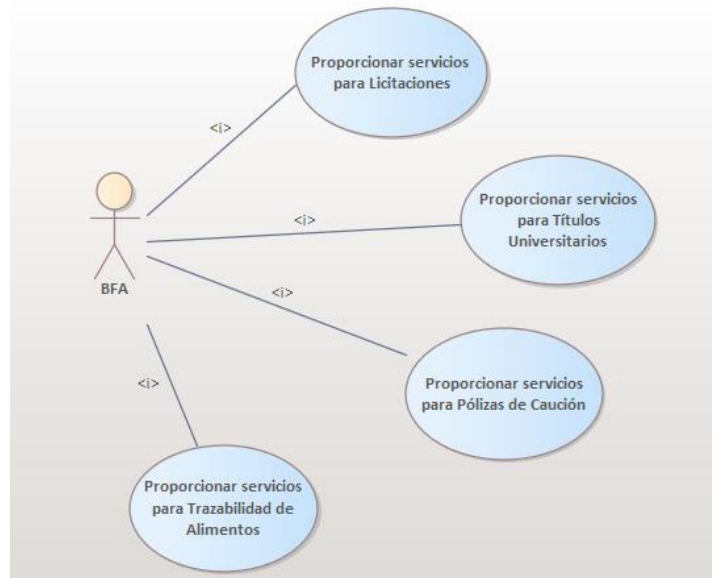 Proporcionar servicios
para Licitaciones
<i>
Proporcionar servicios
para Títulos
Universitarios
<i>
BFA
<i>
Proporcionar servicios
para Pólizas de Caución
<i>
Proporcionar servicios
para Trazabilidad de
Alimentos